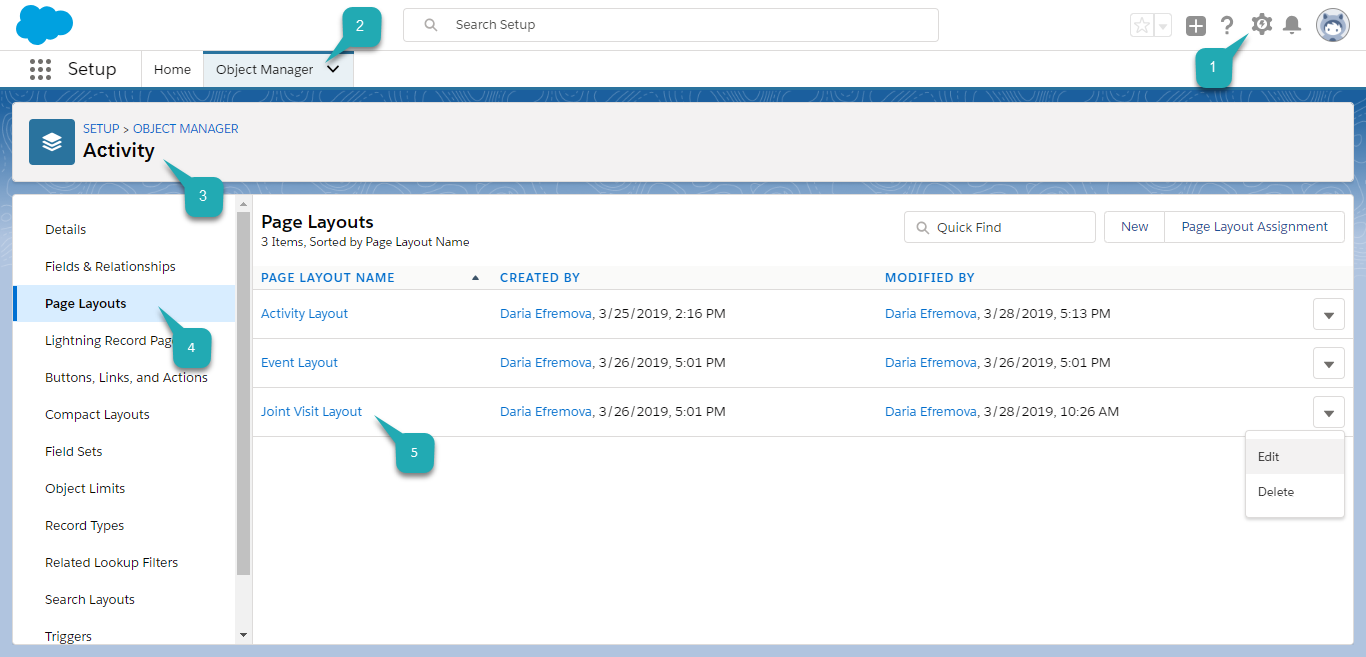 2
Search Setup
1
Setup
Home
Object Manager
SETUP > OBJECT MANAGER
Activity
3
Details
Fields & Relationships
Page Layouts
Lightning Record Pag
4
Buttons, Links, and Actions
Compact Layouts
Field Sets
Object Limits
Record Types
Related Lookup Filters
Search Layouts
Triggers
Page Layouts
3 Items, Sorted by Page Layout Name
Quick Find
New
Page Layout Assignment
PAGE LAYOUT NAME CREATED BY MODIFIED BY
Activity Layout Daria Efremova, 3/25/2019, 2:16 PM Daria Efremova, 3/28/2019, 5:13 PM
Event Layout Daria Efremova, 3/26/2019, 5:01 PM Daria Efremova, 3/26/2019, 5:01 PM
Joint Visit Layout Daria Efremova, 3/26/2019, 5:01 PM Daria Efremova, 3/28/2019, 10:26 AM
5
Edit
Delete